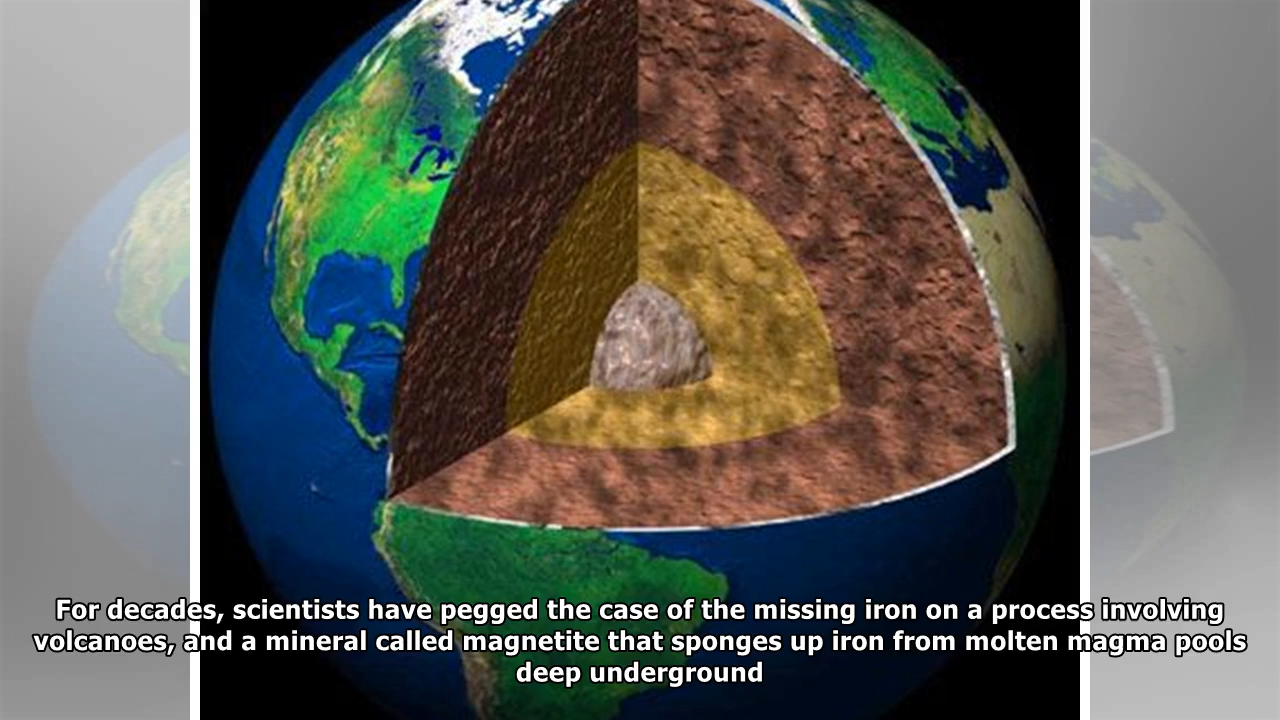 For decades, scientists have pegged the case of the missing iron on a process involving
volcanoes, and a mineral called magnetite that sponges up iron from molten magma pools
deep underground